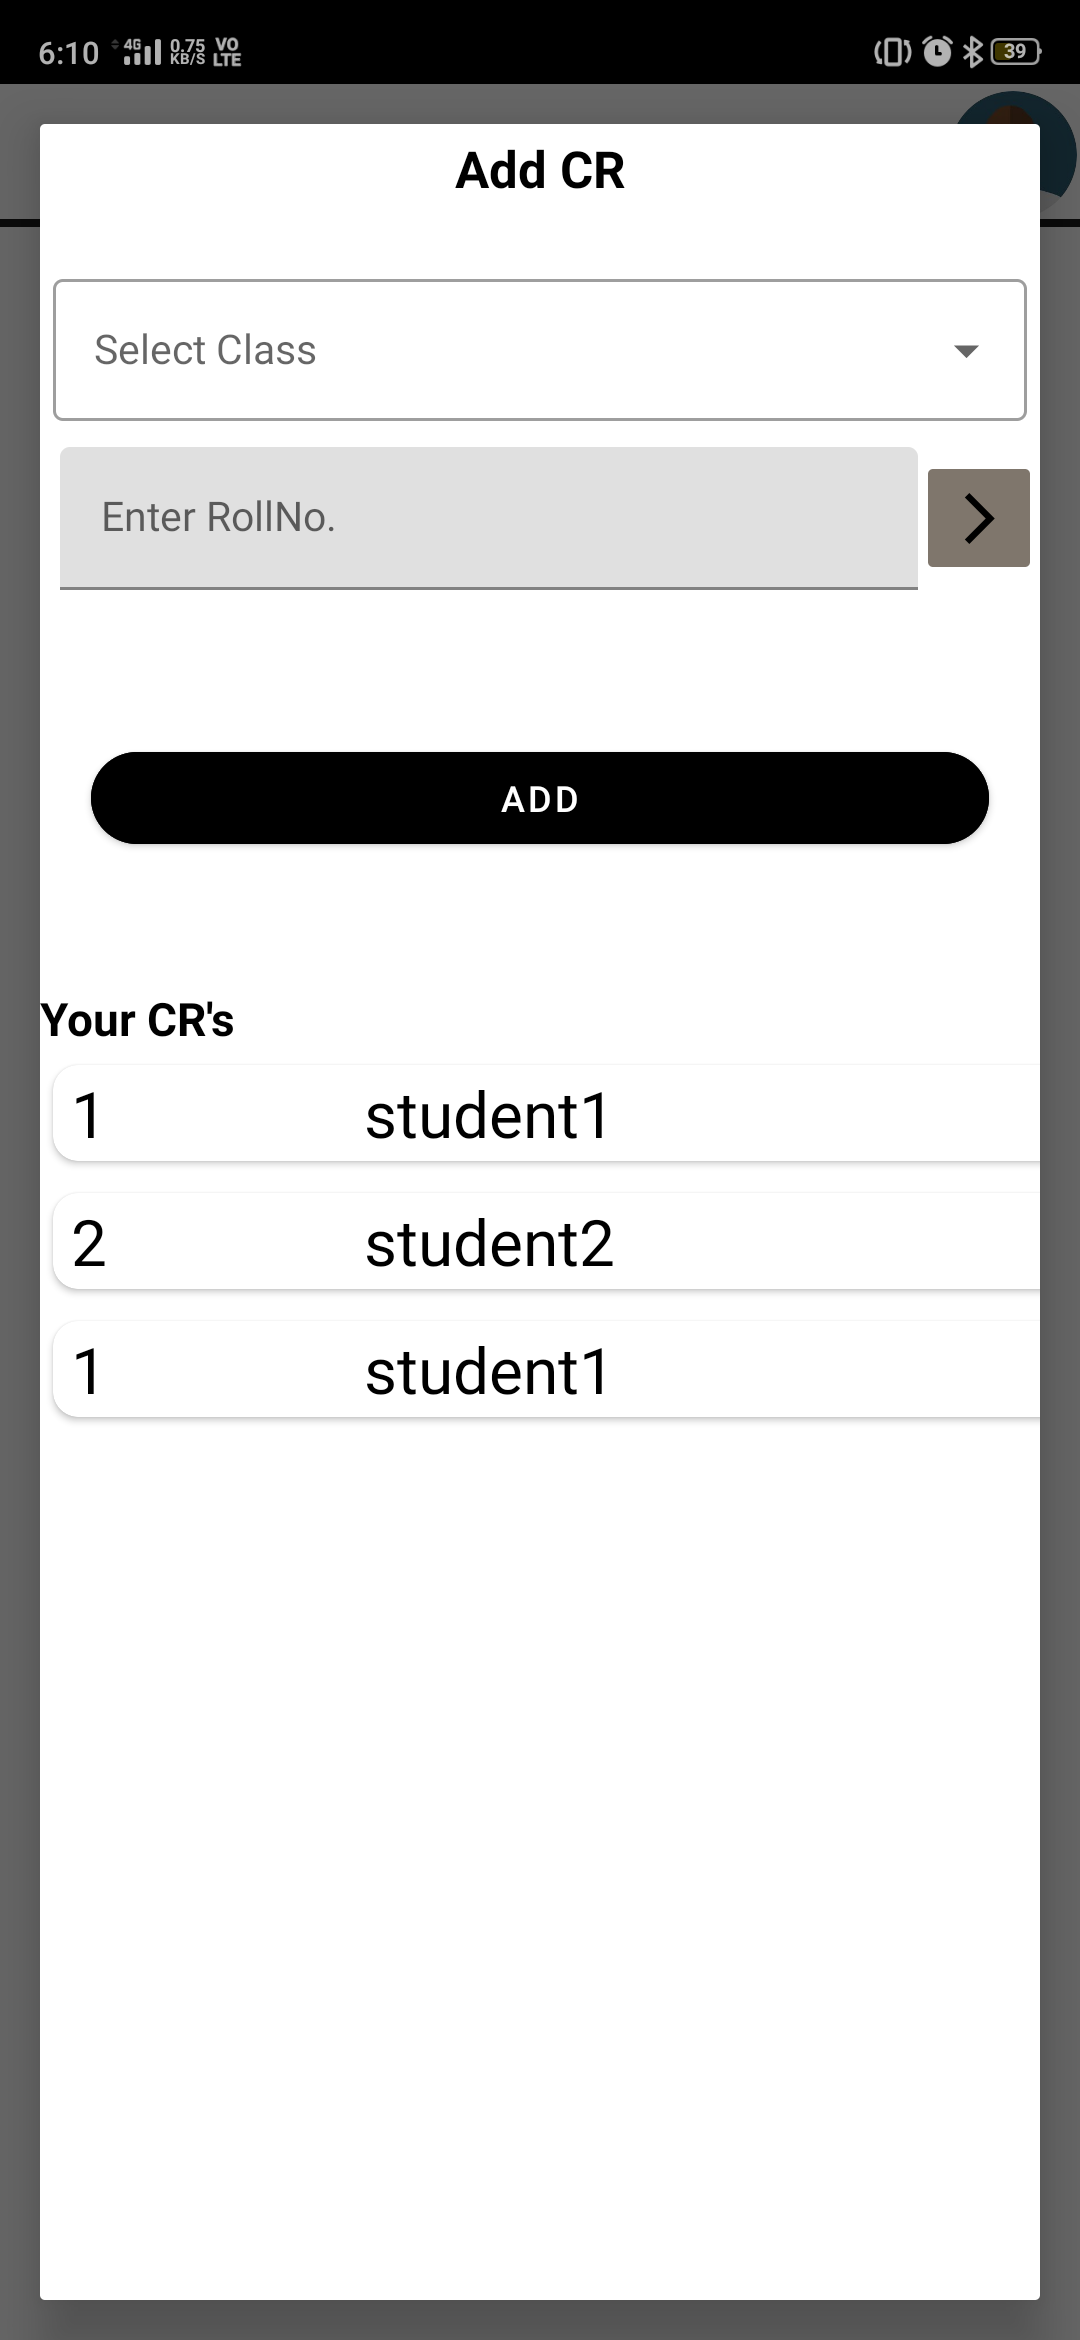 6:10 4G 0.75 KB/S VO LTE 39
Add CR
Select Class
Enter RollNo.
ADD
Your CR's
1 student1
2 student2
1 student1